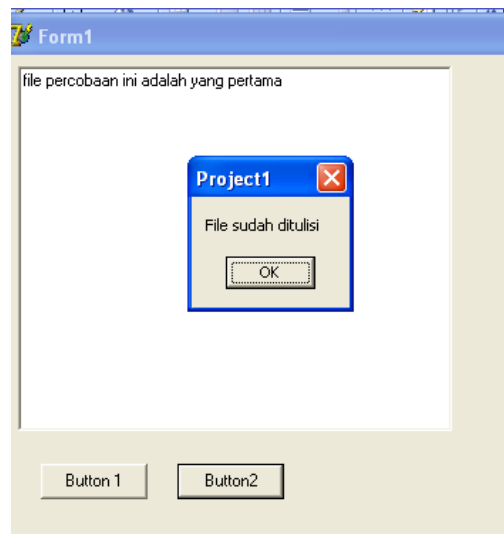 Form1
file percobaan ini adalah yang pertama
Project1
File sudah ditulisi
OK
Button 1
Button2